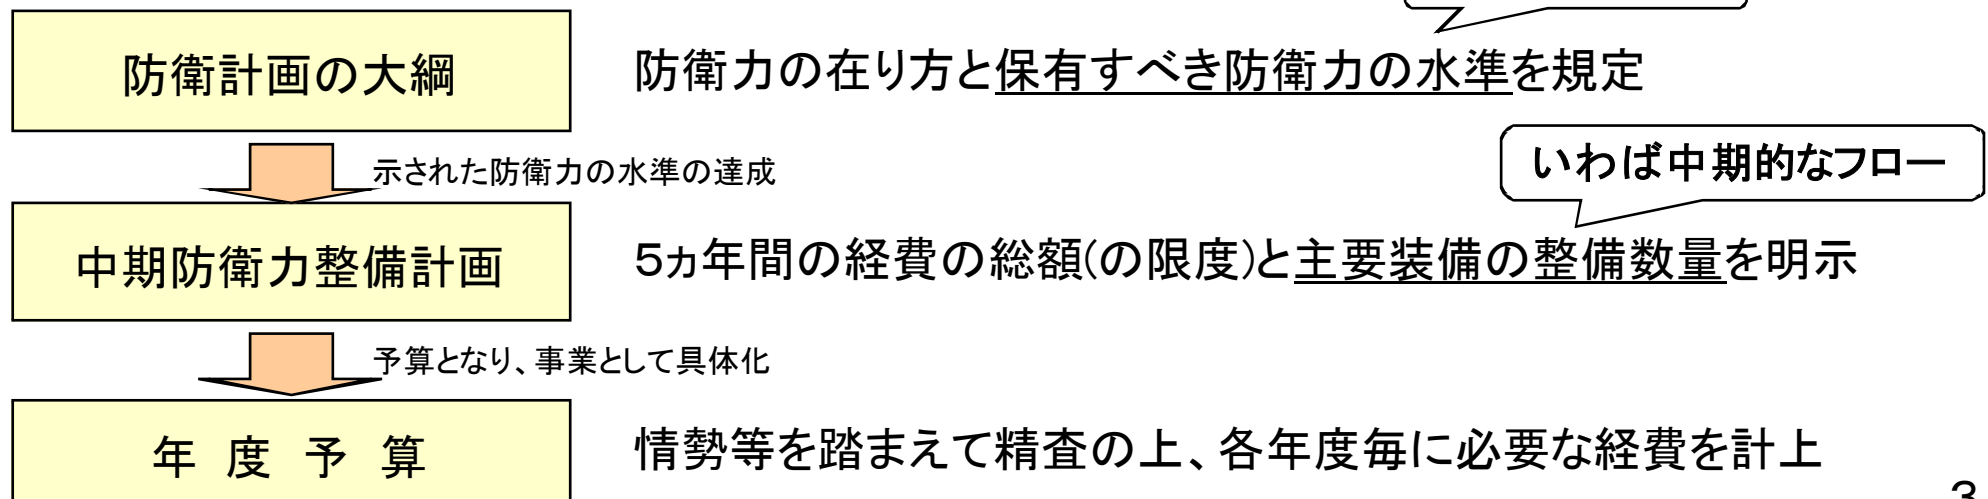 防衛計画の大綱
防衛力の在り方と保有すべき防衛力の水準を規定
示された防衛力の水準の達成
いわば中期的なフロー
中期防衛力整備計画
5ヵ年間の経費の総額(の限度)と主要装備の整備数量を明示
予算となり、事業として具体化
年 度 予 算
情勢等を踏まえて精査の上、各年度毎に必要な経費を計上
3